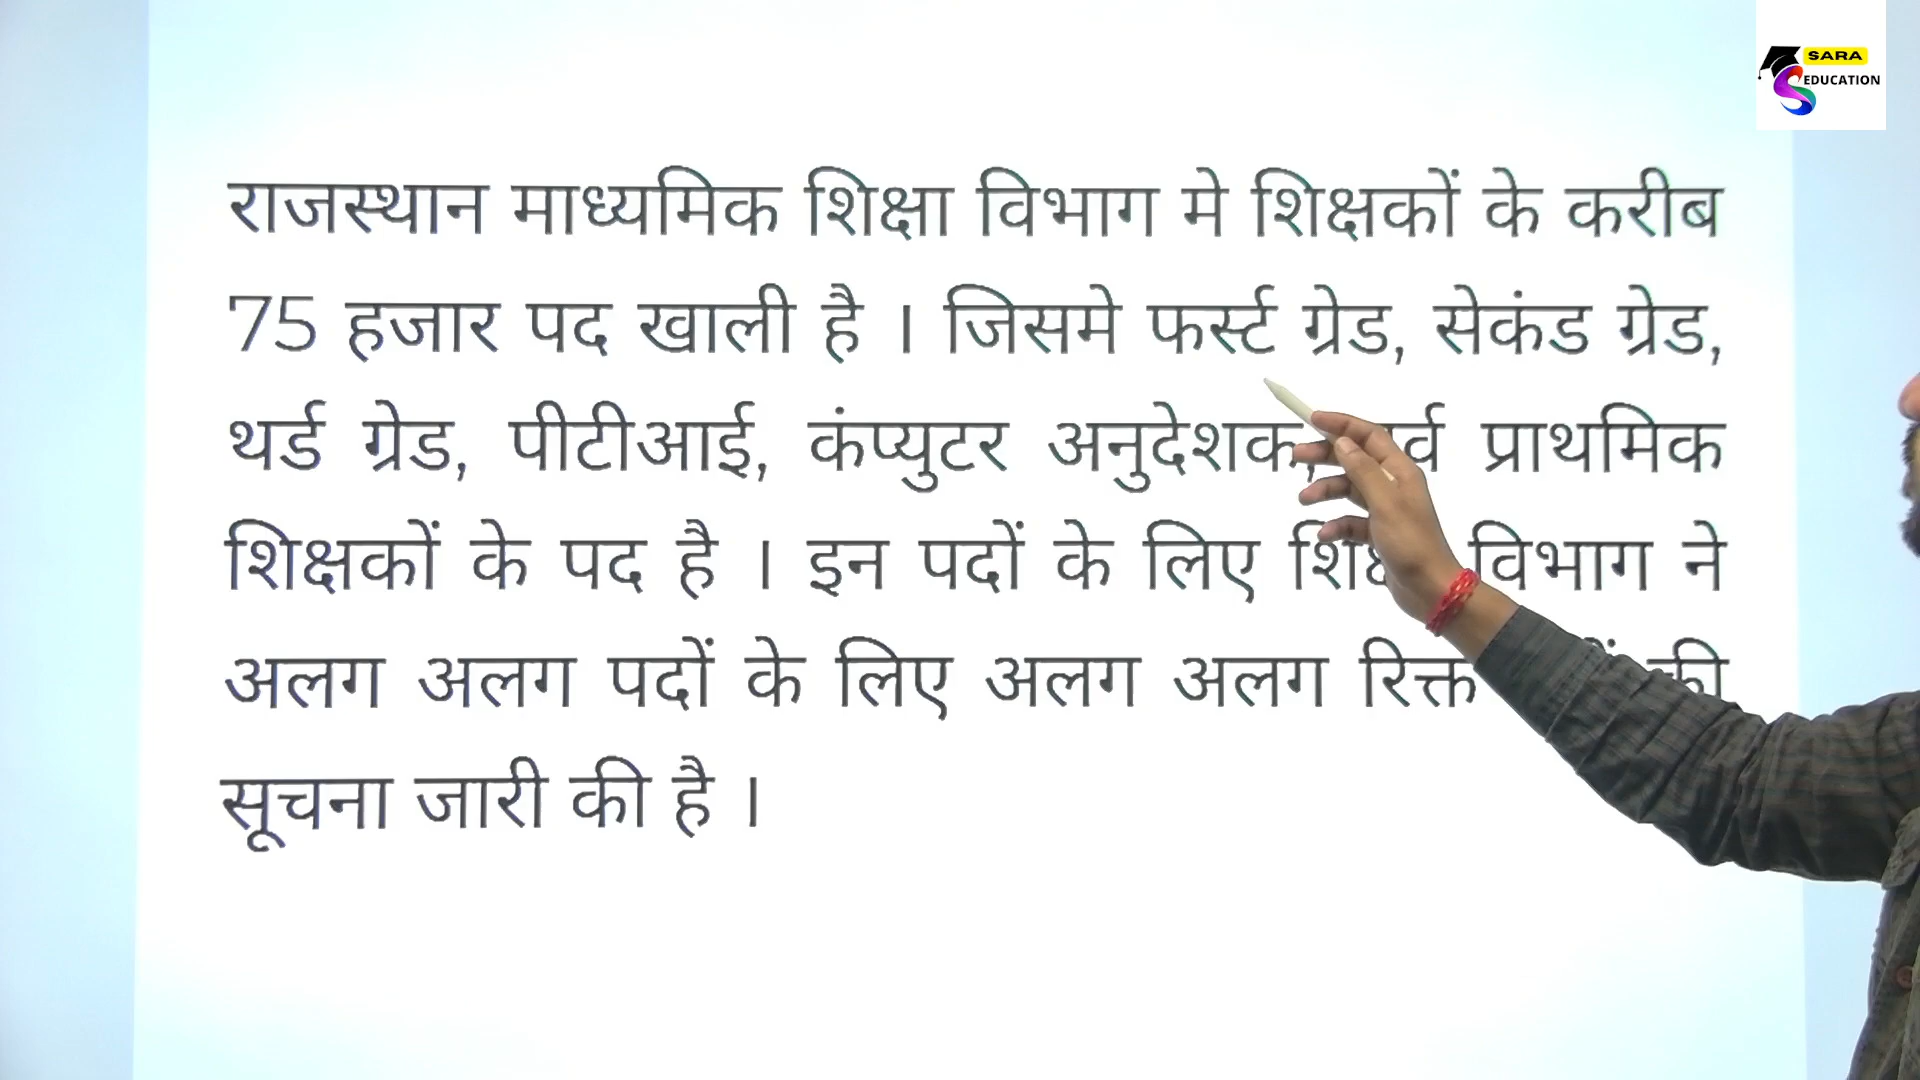 SARA
EDUCATION
राजस्थान माध्यमिक शिक्षा विभाग मे शिक्षकों के करीब
75 हजार पद खाली है । जिसमे फर्स्ट ग्रेड, सेकंड ग्रेड,
थर्ड ग्रेड, पीटीआई, कंप्युटर अनुदेशक, प्राथमिक
शिक्षकों के पद है । इन पदों के लिए विभाग ने
अलग अलग पदों के लिए अलग अलग रिक्त की
सूचना जारी की है ।